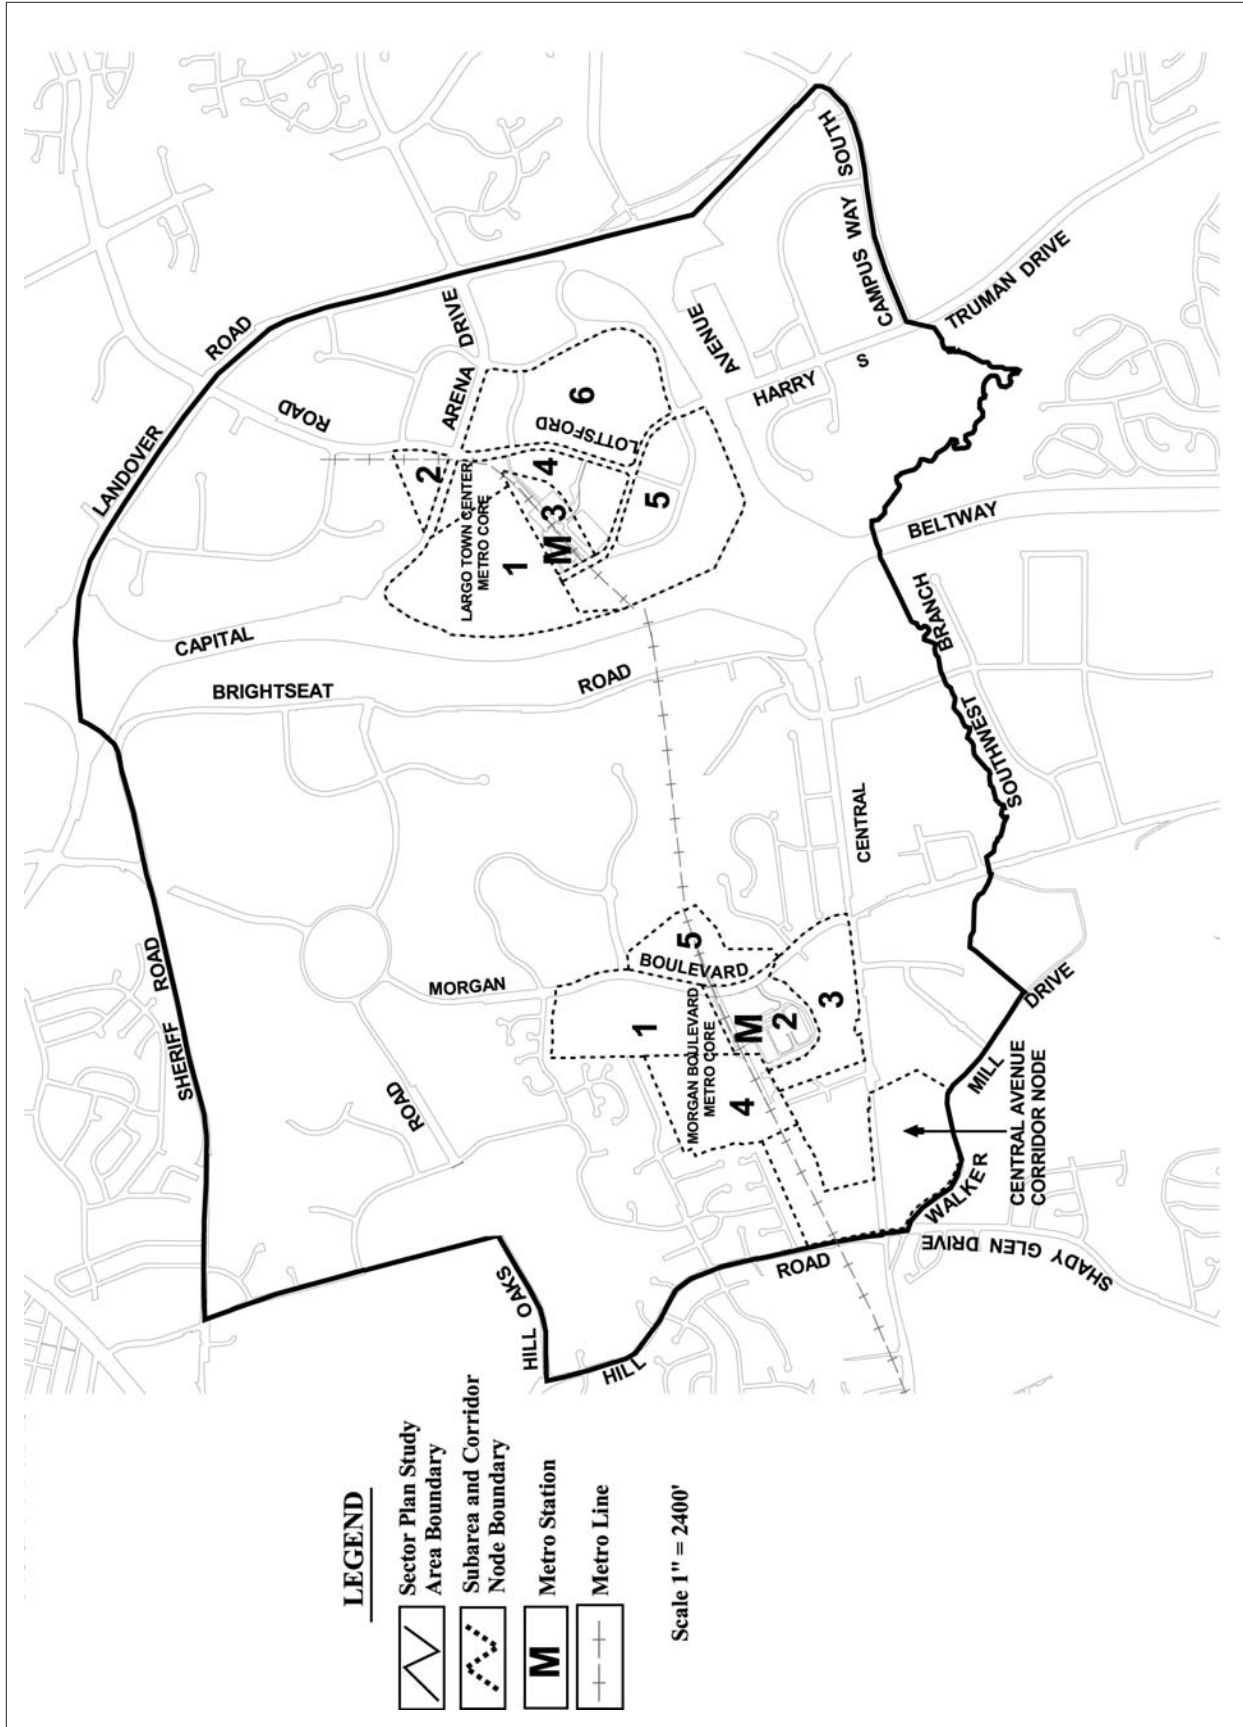 LANDOVER
ROAD
SHERIFF
ROAD
ROAD
ARENA
DRIVE
CAPITAL
BRIGHTSEAT
ROAD
2
LARGO TOWN CENTER
METRO CORE
1
M
3
4
LOTTSFORD
6
5
AVENUE
HARRY
S
TRUMAN DRIVE
CAMPUS WAY SOUTH
BELTWAY
SOUTHWEST
BRANCH
CENTRAL
MORGAN
BOULEVARD
ROAD
1
MORGAN BOULEVARD
METRO CORE
5
M
2
3
4
HILL OAKS
HILL
ROAD
WALKER
MILL
DRIVE
SHADY GLEN DRIVE
CENTRAL AVENUE
CORRIDOR NODE
LEGEND
Sector Plan Study
Area Boundary
Subarea and Corridor
Node Boundary
M
Metro Station
Metro Line
Scale 1" = 2400'